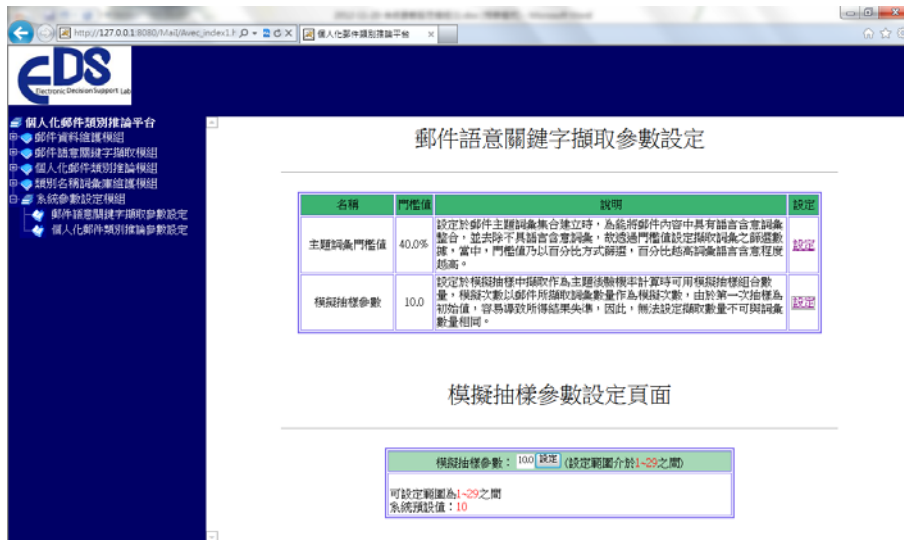 http://127.0.0.1:8080/Mail/Avec_index1.h
個人化郵件類別推論平台
EDS
Electronic Decision Support Lab
個人化郵件類別推論平台
郵件資料維護模組
郵件語意關鍵字擷取模組
個人化郵件類別推論模組
類別名稱詞彙庫維護模組
系統參數設定模組
郵件語意關鍵字擷取參數設定
個人化郵件類別推論參數設定
郵件語意關鍵字擷取參數設定
名稱 門檻值 說明 設定
主題詞彙門檻值 40.0% 設定於郵件主題詞彙集合建立時，為能將郵件內容中具有語言含意詞彙
整合，並去除不具語言含意詞彙，故透過門檻值設定擷取詞彙之篩選數
據，當中，門檻值乃以百分比方式篩選，百分比越高詞彙語言含意程度
越高。 設定
模擬抽樣參數 10.0 設定於模擬抽樣中擷取作為主題後驗機率計算時可用模擬抽樣組合數
量，模擬次數以郵件所擷取詞彙數量作為模擬次數，由於第一次抽樣為
初始值，容易導致所得結果失準，因此，無法設定擷取數量不可與詞彙
數量相同。 設定
模擬抽樣參數設定頁面
模擬抽樣參數： 10.0 設定 (設定範圍介於1~29之間)
可設定範圍為1~29之間
系統預設值：10